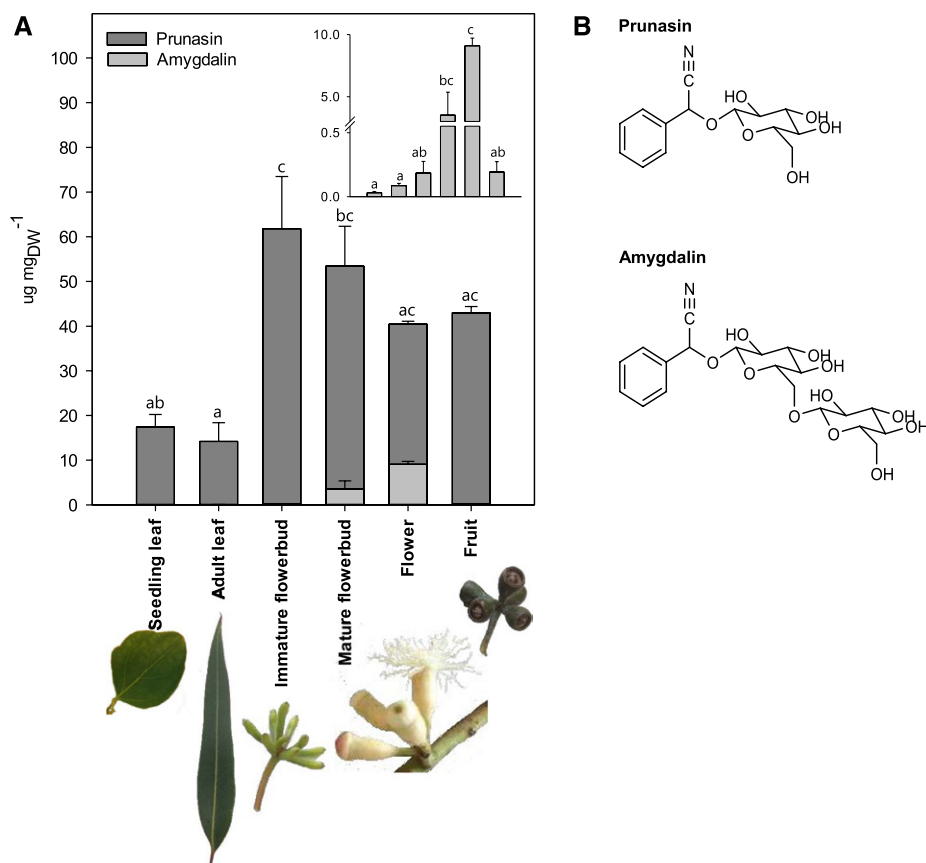 A
Prunasin
Amygdalin
100
90
80
70
60
50
40
30
20
10
0
ug mgDW-1
ab
a
c
bc
ac
ac
10.0
5.0
0.5
0.0
a
a
ab
bc
c
ab
Seedling leaf
Adult leaf
Immature flowerbud
Mature flowerbud
Flower
Fruit
B
Prunasin
N
C
HO
OH
O
O
OH
OH
Amygdalin
N
C
HO
OH
O
O
OH
HO
O
OH
O
OH
OH